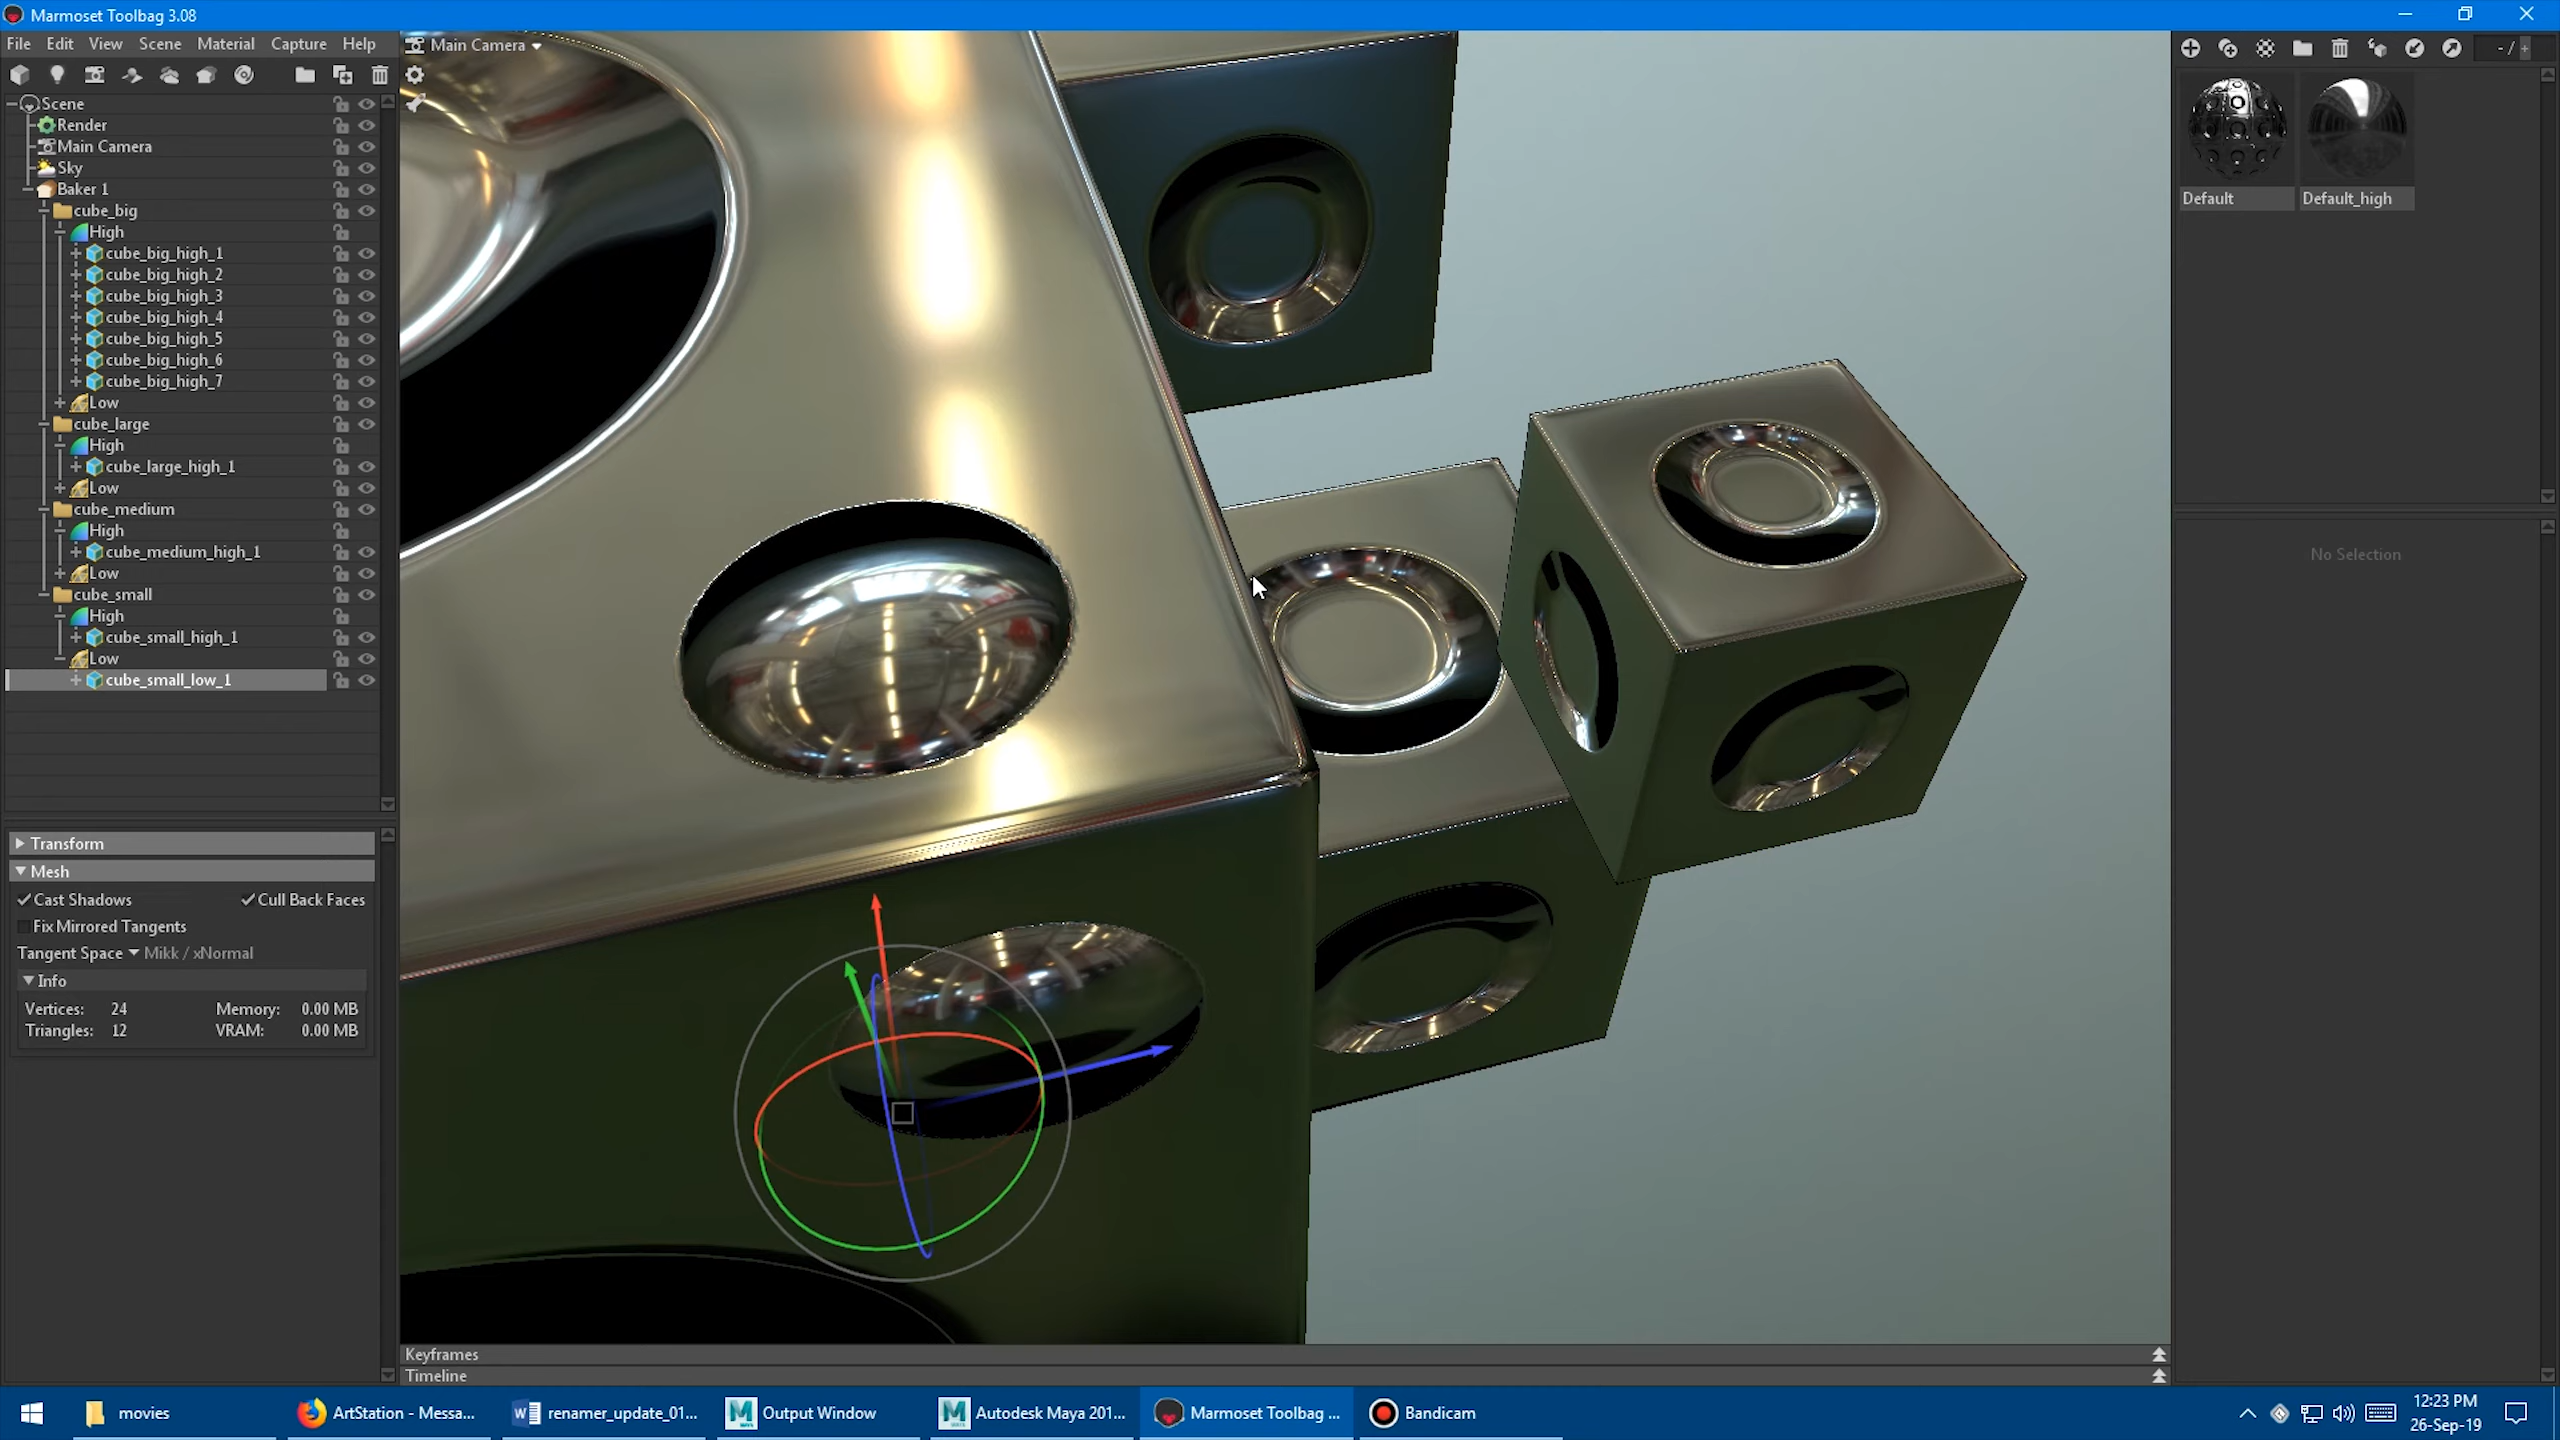 Marmoset Toolbag 3.08
File Edit View Scene Material Capture Help
Main Camera
- / +
Scene
Render
Main Camera
Sky
Baker 1
cube_big
High
cube_big_high_1
cube_big_high_2
cube_big_high_3
cube_big_high_4
cube_big_high_5
cube_big_high_6
cube_big_high_7
Low
cube_large
High
cube_large_high_1
Low
cube_medium
High
cube_medium_high_1
Low
cube_small
High
cube_small_high_1
Low
cube_small_low_1
Transform
Mesh
Cast Shadows Cull Back Faces
Fix Mirrored Tangents
Tangent Space Mikk / xNormal
Info
Vertices: 24 Memory: 0.00 MB
Triangles: 12 VRAM: 0.00 MB
Default Default_high
No Selection
Keyframes
Timeline
movies ArtStation - Messa... renamer_update_01... Output Window Autodesk Maya 201... Marmoset Toolbag ... Bandicam
12:23 PM
26-Sep-19